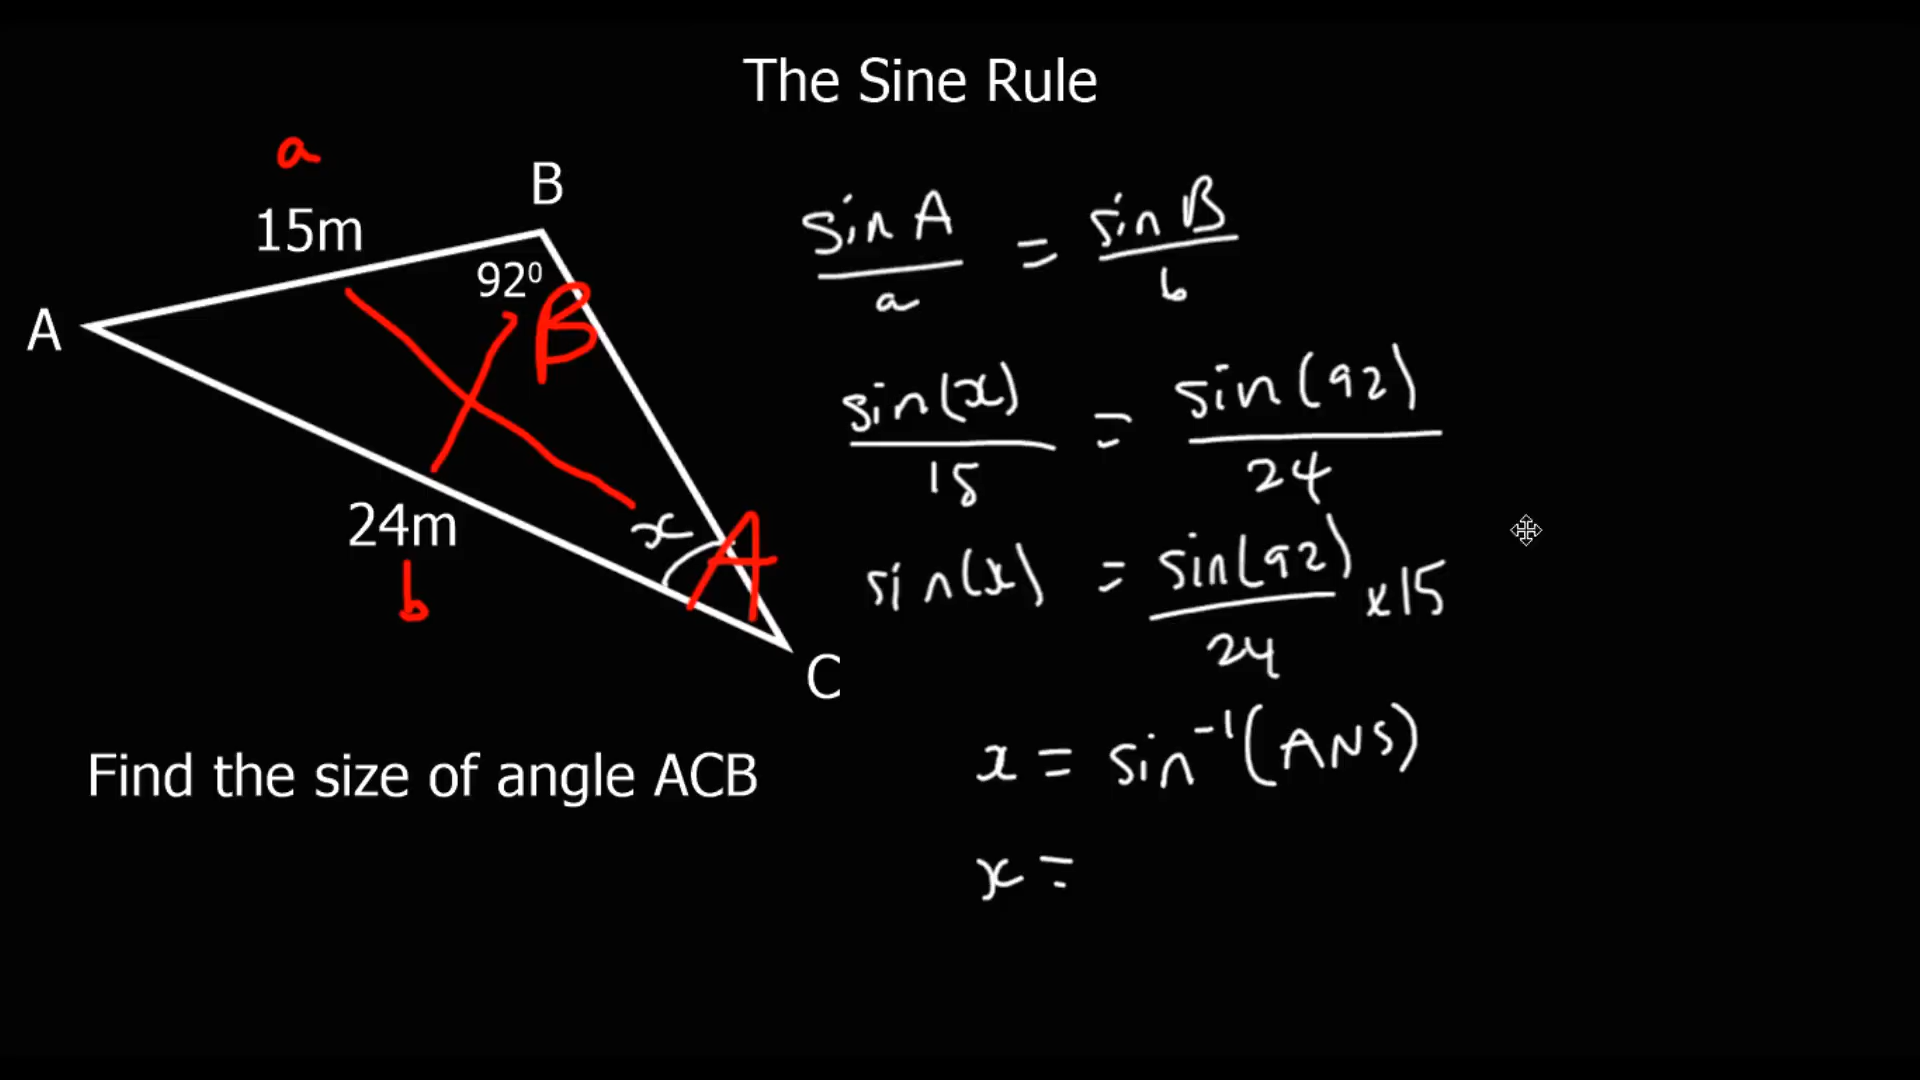 The Sine Rule
a
B
15m
92⁰
B
A
24m
b
x
A
C
Find the size of angle ACB
sin A / a = sin B / b
sin(x) / 15 = sin(92) / 24
sin(x) = sin(92) / 24 x15
x = sin⁻¹(ANS)
x =